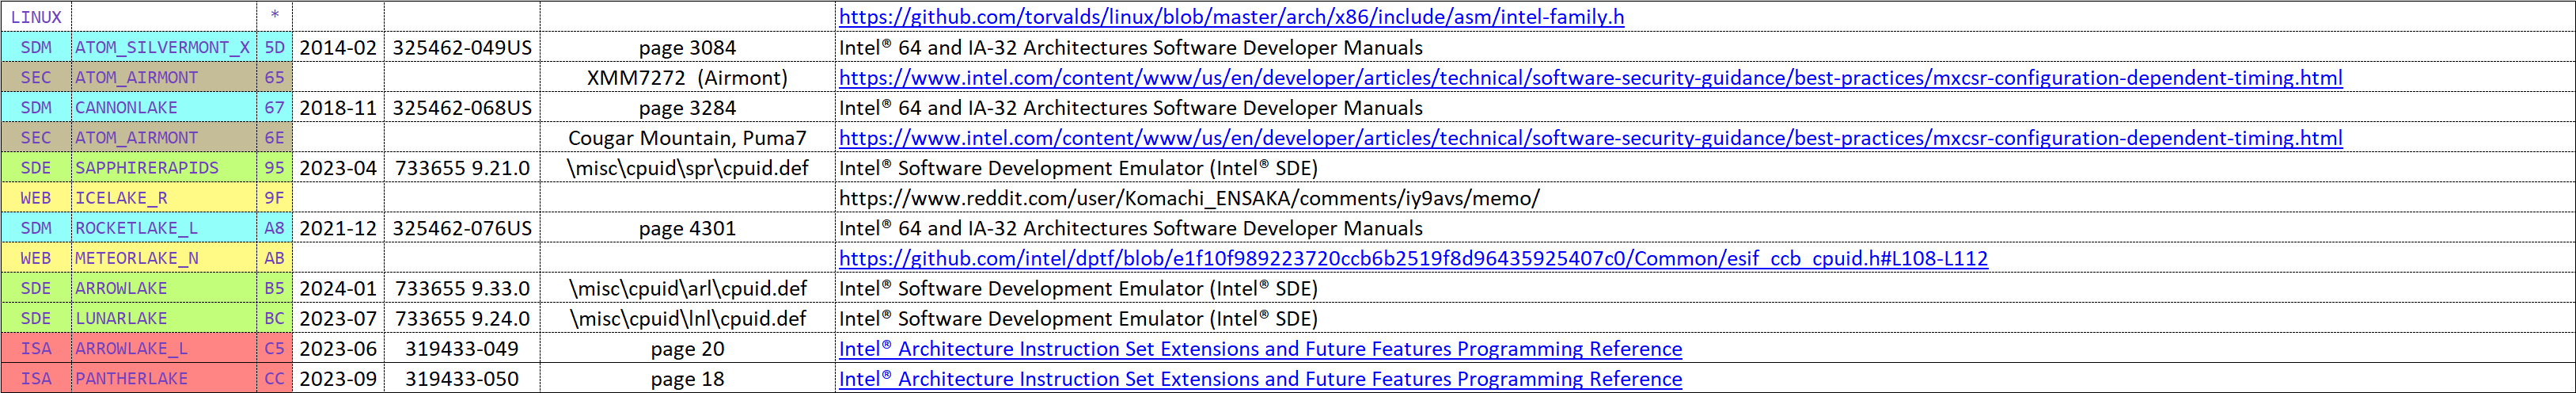 LINUX * https://github.com/torvalds/linux/blob/master/arch/x86/include/asm/intel-family.h
SDM ATOM_SILVERMONT_X 5D 2014-02 325462-049US page 3084 Intel® 64 and IA-32 Architectures Software Developer Manuals
SEC ATOM_AIRMONT 65 XMM7272 (Airmont) https://www.intel.com/content/www/us/en/developer/articles/technical/software-security-guidance/best-practices/mxcsr-configuration-dependent-timing.html
SDM CANNONLAKE 67 2018-11 325462-068US page 3284 Intel® 64 and IA-32 Architectures Software Developer Manuals
SEC ATOM_AIRMONT 6E Cougar Mountain, Puma7 https://www.intel.com/content/www/us/en/developer/articles/technical/software-security-guidance/best-practices/mxcsr-configuration-dependent-timing.html
SDE SAPPHIRERAPIDS 95 2023-04 733655 9.21.0 \misc\cpuid\spr\cpuid.def Intel® Software Development Emulator (Intel® SDE)
WEB ICELAKE_R 9F https://www.reddit.com/user/Komachi_ENSAKA/comments/iy9avs/memo/
SDM ROCKETLAKE_L A8 2021-12 325462-076US page 4301 Intel® 64 and IA-32 Architectures Software Developer Manuals
WEB METEORLAKE_N AB https://github.com/intel/dptf/blob/e1f10f989223720ccb6b2519f8d96435925407c0/Common/esif_ccb_cpuid.h#L108-L112
SDE ARROWLAKE B5 2024-01 733655 9.33.0 \misc\cpuid\arl\cpuid.def Intel® Software Development Emulator (Intel® SDE)
SDE LUNARLAKE BC 2023-07 733655 9.24.0 \misc\cpuid\lnl\cpuid.def Intel® Software Development Emulator (Intel® SDE)
ISA ARROWLAKE_L C5 2023-06 319433-049 page 20 Intel® Architecture Instruction Set Extensions and Future Features Programming Reference
ISA PANTHERLAKE CC 2023-09 319433-050 page 18 Intel® Architecture Instruction Set Extensions and Future Features Programming Reference